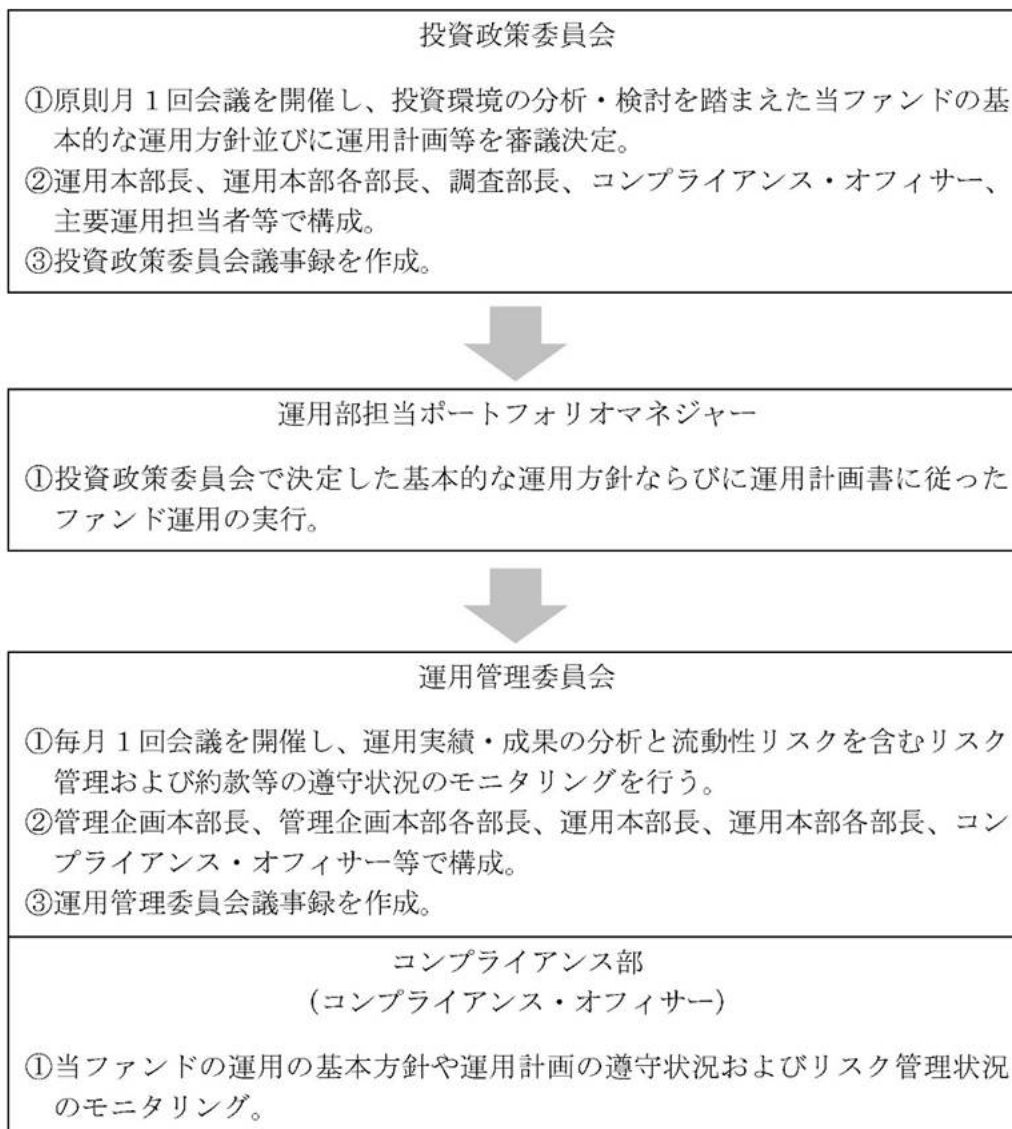 投資政策委員会
①原則月1回会議を開催し、投資環境の分析・検討を踏まえた当ファンドの基
本的な運用方針並びに運用計画等を審議決定。
②運用本部長、運用本部各部長、調査部長、コンプライアンス・オフィサー、
主要運用担当者等で構成。
③投資政策委員会議事録を作成。
運用部担当ポートフォリオマネジャー
①投資政策委員会で決定した基本的な運用方針ならびに運用計画書に従った
ファンド運用の実行。
運用管理委員会
①毎月1回会議を開催し、運用実績・成果の分析と流動性リスクを含むリスク
管理および約款等の遵守状況のモニタリングを行う。
②管理企画本部長、管理企画本部各部長、運用本部長、運用本部各部長、コン
プライアンス・オフィサー等で構成。
③運用管理委員会議事録を作成。
コンプライアンス部
(コンプライアンス・オフィサー)
①当ファンドの運用の基本方針や運用計画の遵守状況およびリスク管理状況
のモニタリング。